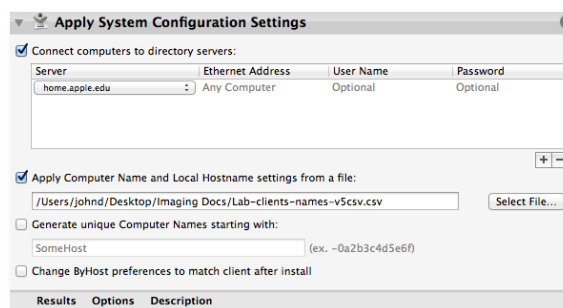 Apply System Configuration Settings
Connect computers to directory servers:
Server Ethernet Address User Name Password
home.apple.edu Any Computer Optional Optional
+ −
Apply Computer Name and Local Hostname settings from a file:
/Users/johnd/Desktop/Imaging Docs/Lab-clients-names-v5csv.csv Select File...
Generate unique Computer Names starting with:
SomeHost (ex. -0a2b3c4d5e6f)
Change ByHost preferences to match client after install
Results Options Description